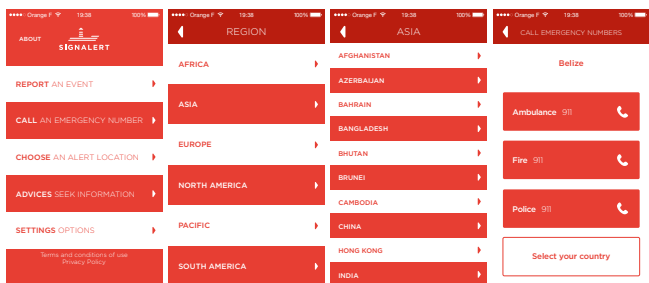 Orange F 19:38 100%
ABOUT
SIGNALERT
REPORT AN EVENT
CALL AN EMERGENCY NUMBER
CHOOSE AN ALERT LOCATION
ADVICES SEEK INFORMATION
SETTINGS OPTIONS
Terms and conditions of use
Privacy Policy
Orange F 19:38 100%
REGION
AFRICA
ASIA
EUROPE
NORTH AMERICA
PACIFIC
SOUTH AMERICA
Orange F 19:38 100%
ASIA
AFGHANISTAN
AZERBAIJAN
BAHRAIN
BANGLADESH
BHUTAN
BRUNEI
CAMBODIA
CHINA
HONG KONG
INDIA
Orange F 19:38 100%
CALL EMERGENCY NUMBERS
Belize
Ambulance 911
Fire 911
Police 911
Select your country